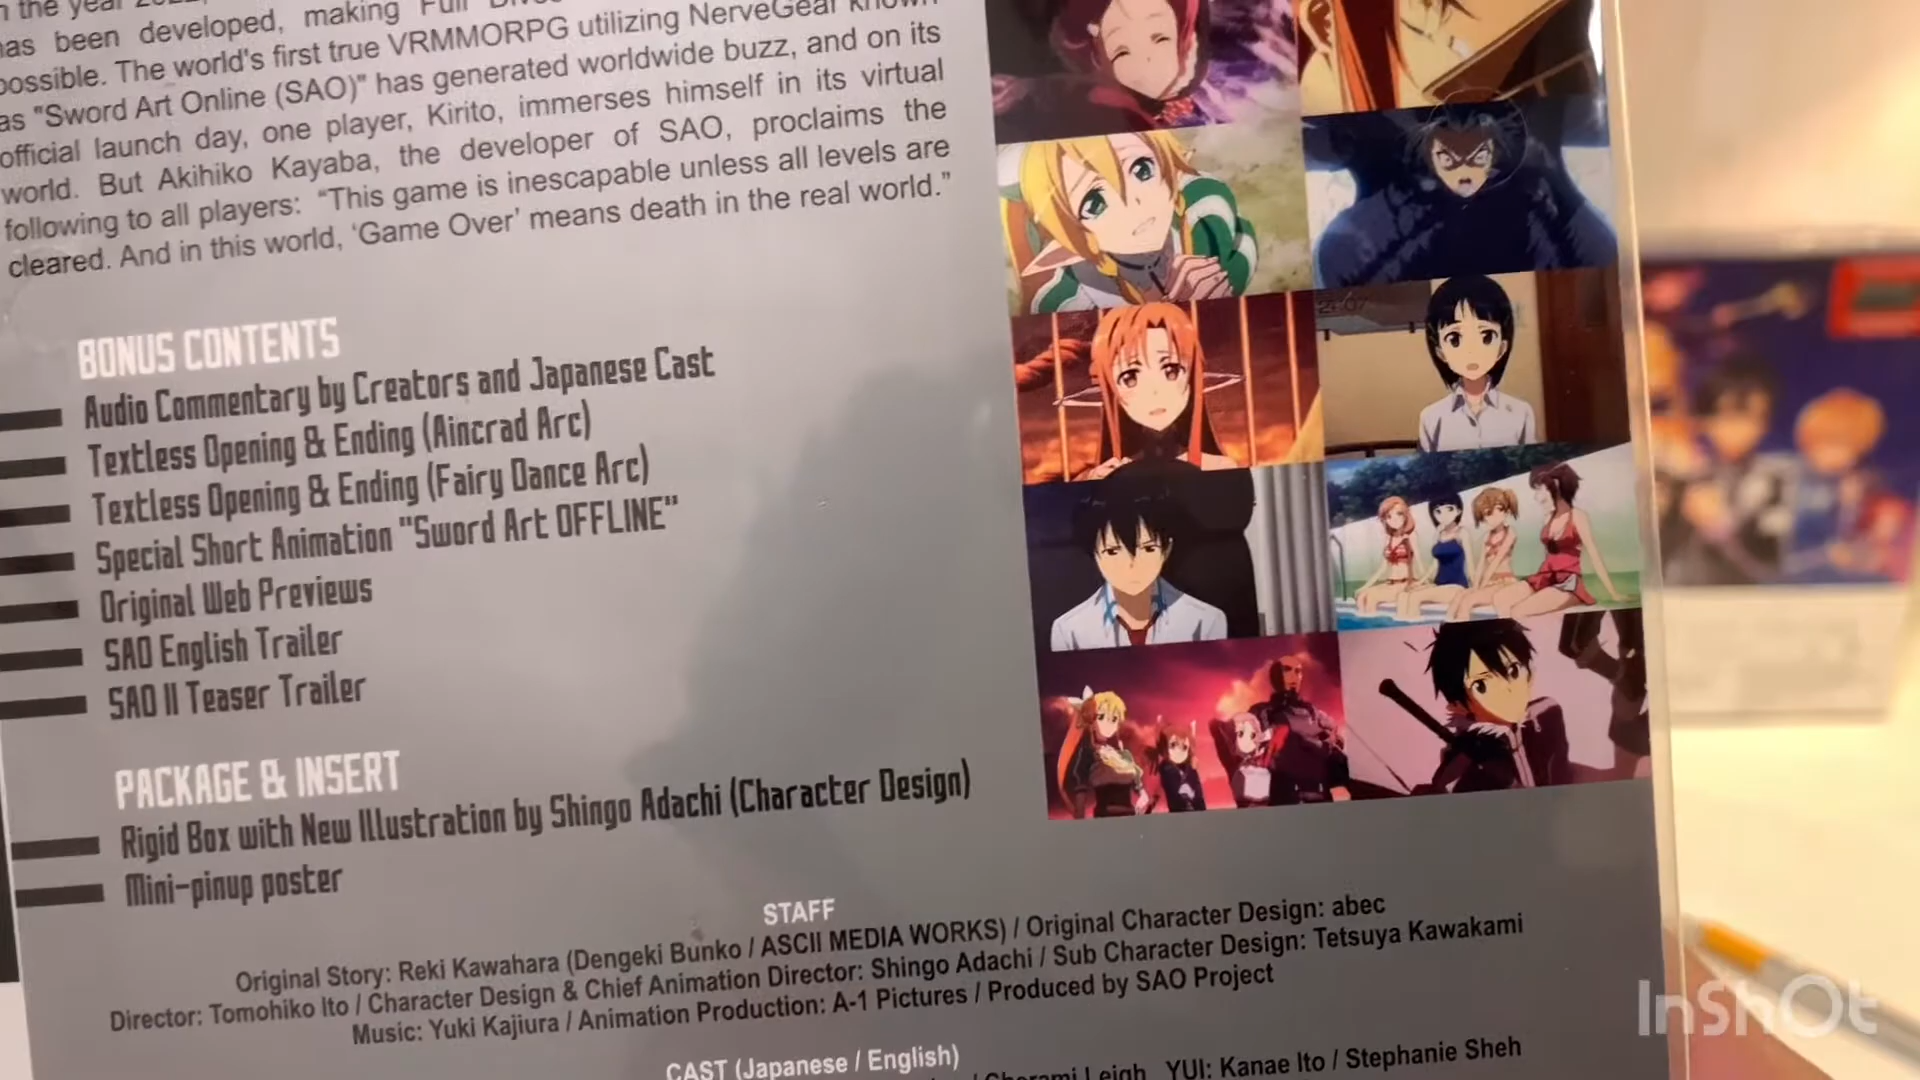 the year
has been developed, making Full
possible. The world's first true VRMMORPG utilizing NerveGear known
as "Sword Art Online (SAO)" has generated worldwide buzz, and on its
official launch day, one player, Kirito, immerses himself in its virtual
world. But Akihiko Kayaba, the developer of SAO, proclaims the
following to all players: “This game is inescapable unless all levels are
cleared. And in this world, ‘Game Over’ means death in the real world.”
BONUS CONTENTS
Audio Commentary by Creators and Japanese Cast
Textless Opening & Ending (Aincrad Arc)
Textless Opening & Ending (Fairy Dance Arc)
Special Short Animation "Sword Art OFFLINE"
Original Web Previews
SAO English Trailer
SAO II Teaser Trailer
PACKAGE & INSERT
Rigid Box with New Illustration by Shingo Adachi (Character Design)
Mini-pinup poster
STAFF
Original Story: Reki Kawahara (Dengeki Bunko / ASCII MEDIA WORKS) / Original Character Design: abec
Director: Tomohiko Ito / Character Design & Chief Animation Director: Shingo Adachi / Sub Character Design: Tetsuya Kawakami
Music: Yuki Kajiura / Animation Production: A-1 Pictures / Produced by SAO Project
CAST (Japanese / English)
/ Cherami Leigh YUI: Kanae Ito / Stephanie Sheh
InShOt